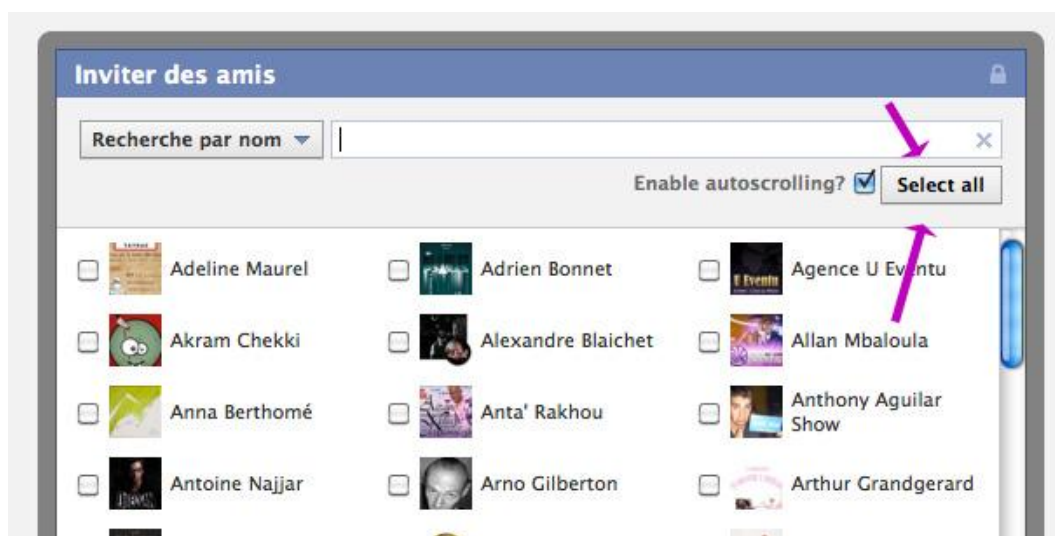 Inviter des amis
Recherche par nom
Enable autoscrolling? Select all
Adeline Maurel Adrien Bonnet Agence U Eventu
Akram Chekki Alexandre Blaichet Allan Mbaloula
Anna Berthomé Anta' Rakhou Anthony Aguilar
Show
Antoine Najjar Arno Gilberton Arthur Grandgerard